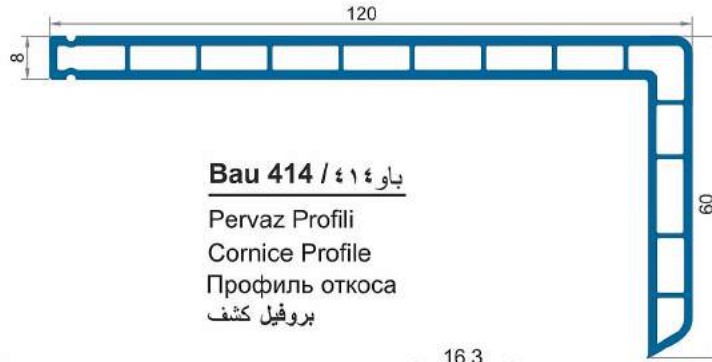 120
8
Bau 414 / باو ٤١٤
Pervaz Profili
Cornice Profile
Профиль откоса
بروفيل كشف
60
16.3